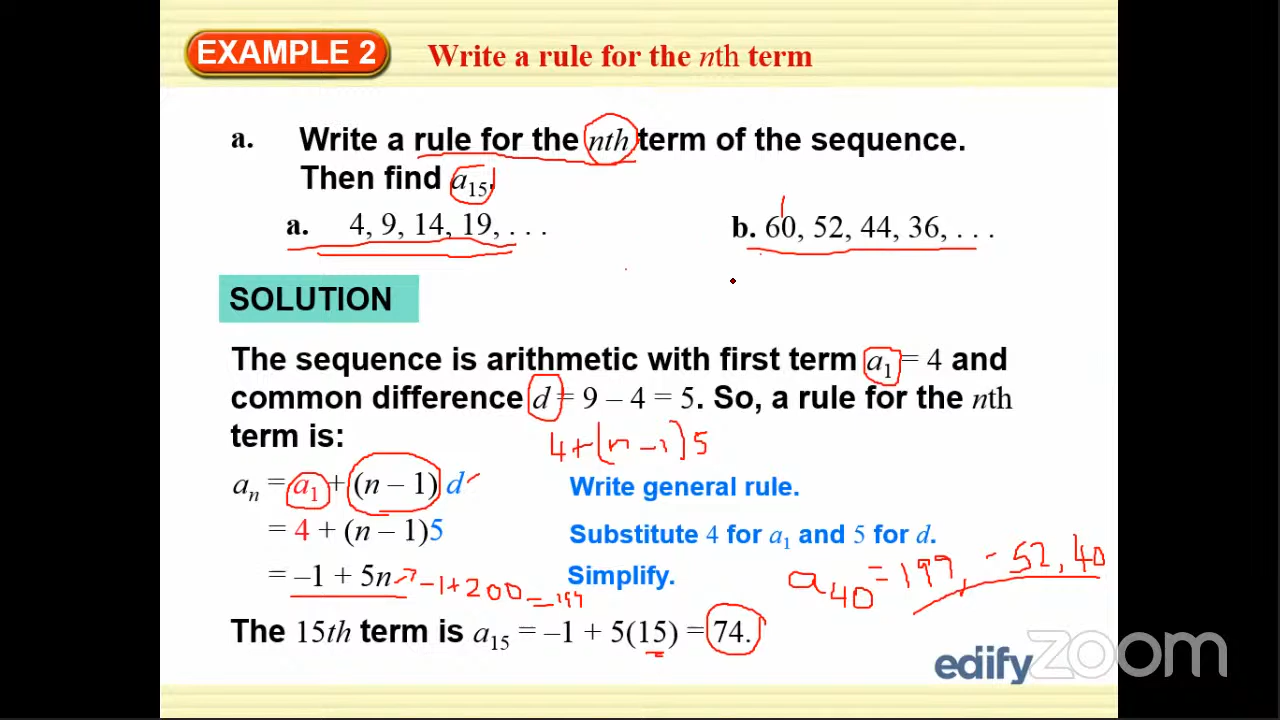 EXAMPLE 2 Write a rule for the nth term
a. Write a rule for the nth term of the sequence.
Then find a15.
a. 4, 9, 14, 19, . . .
b. 60, 52, 44, 36, . . .
SOLUTION
The sequence is arithmetic with first term a1 = 4 and
common difference d = 9 – 4 = 5. So, a rule for the nth
term is:
4+(n-1)5
an = a1 + (n – 1) d Write general rule.
= 4 + (n – 1)5 Substitute 4 for a1 and 5 for d.
= –1 + 5n Simplify.
-1+200=199
a40=197, -52,40
The 15th term is a15 = –1 + 5(15) = 74.
edify zoom